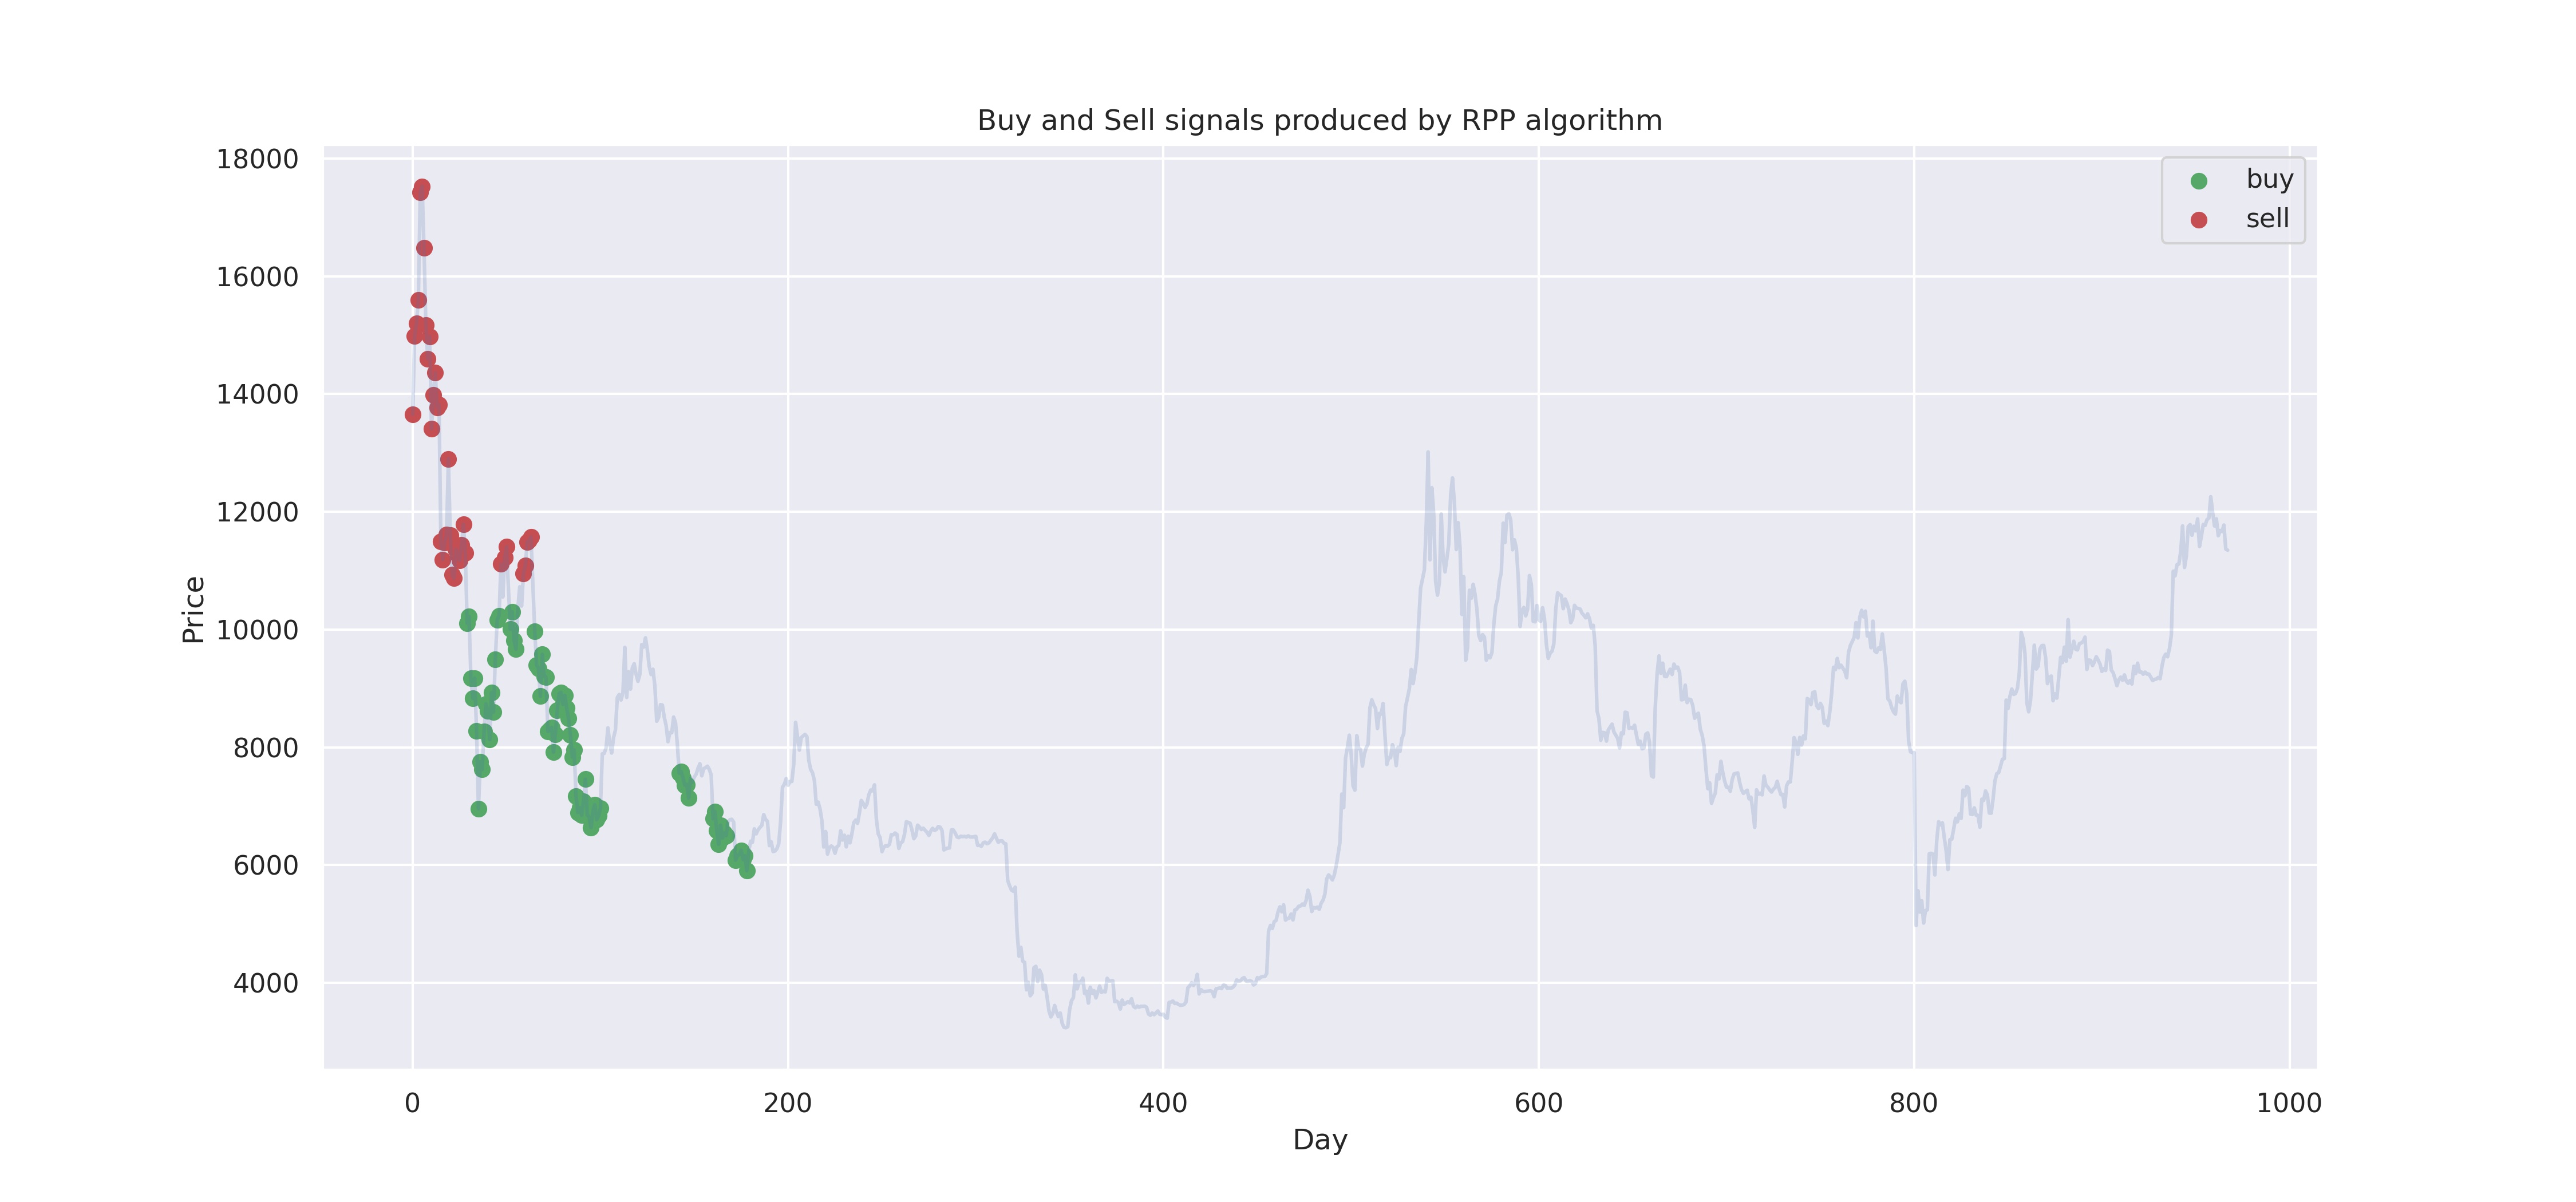 Buy and Sell signals produced by RPP algorithm
18000
16000
14000
12000
10000
8000
6000
4000
Price
buy
sell
0 200 400 600 800 1000
Day